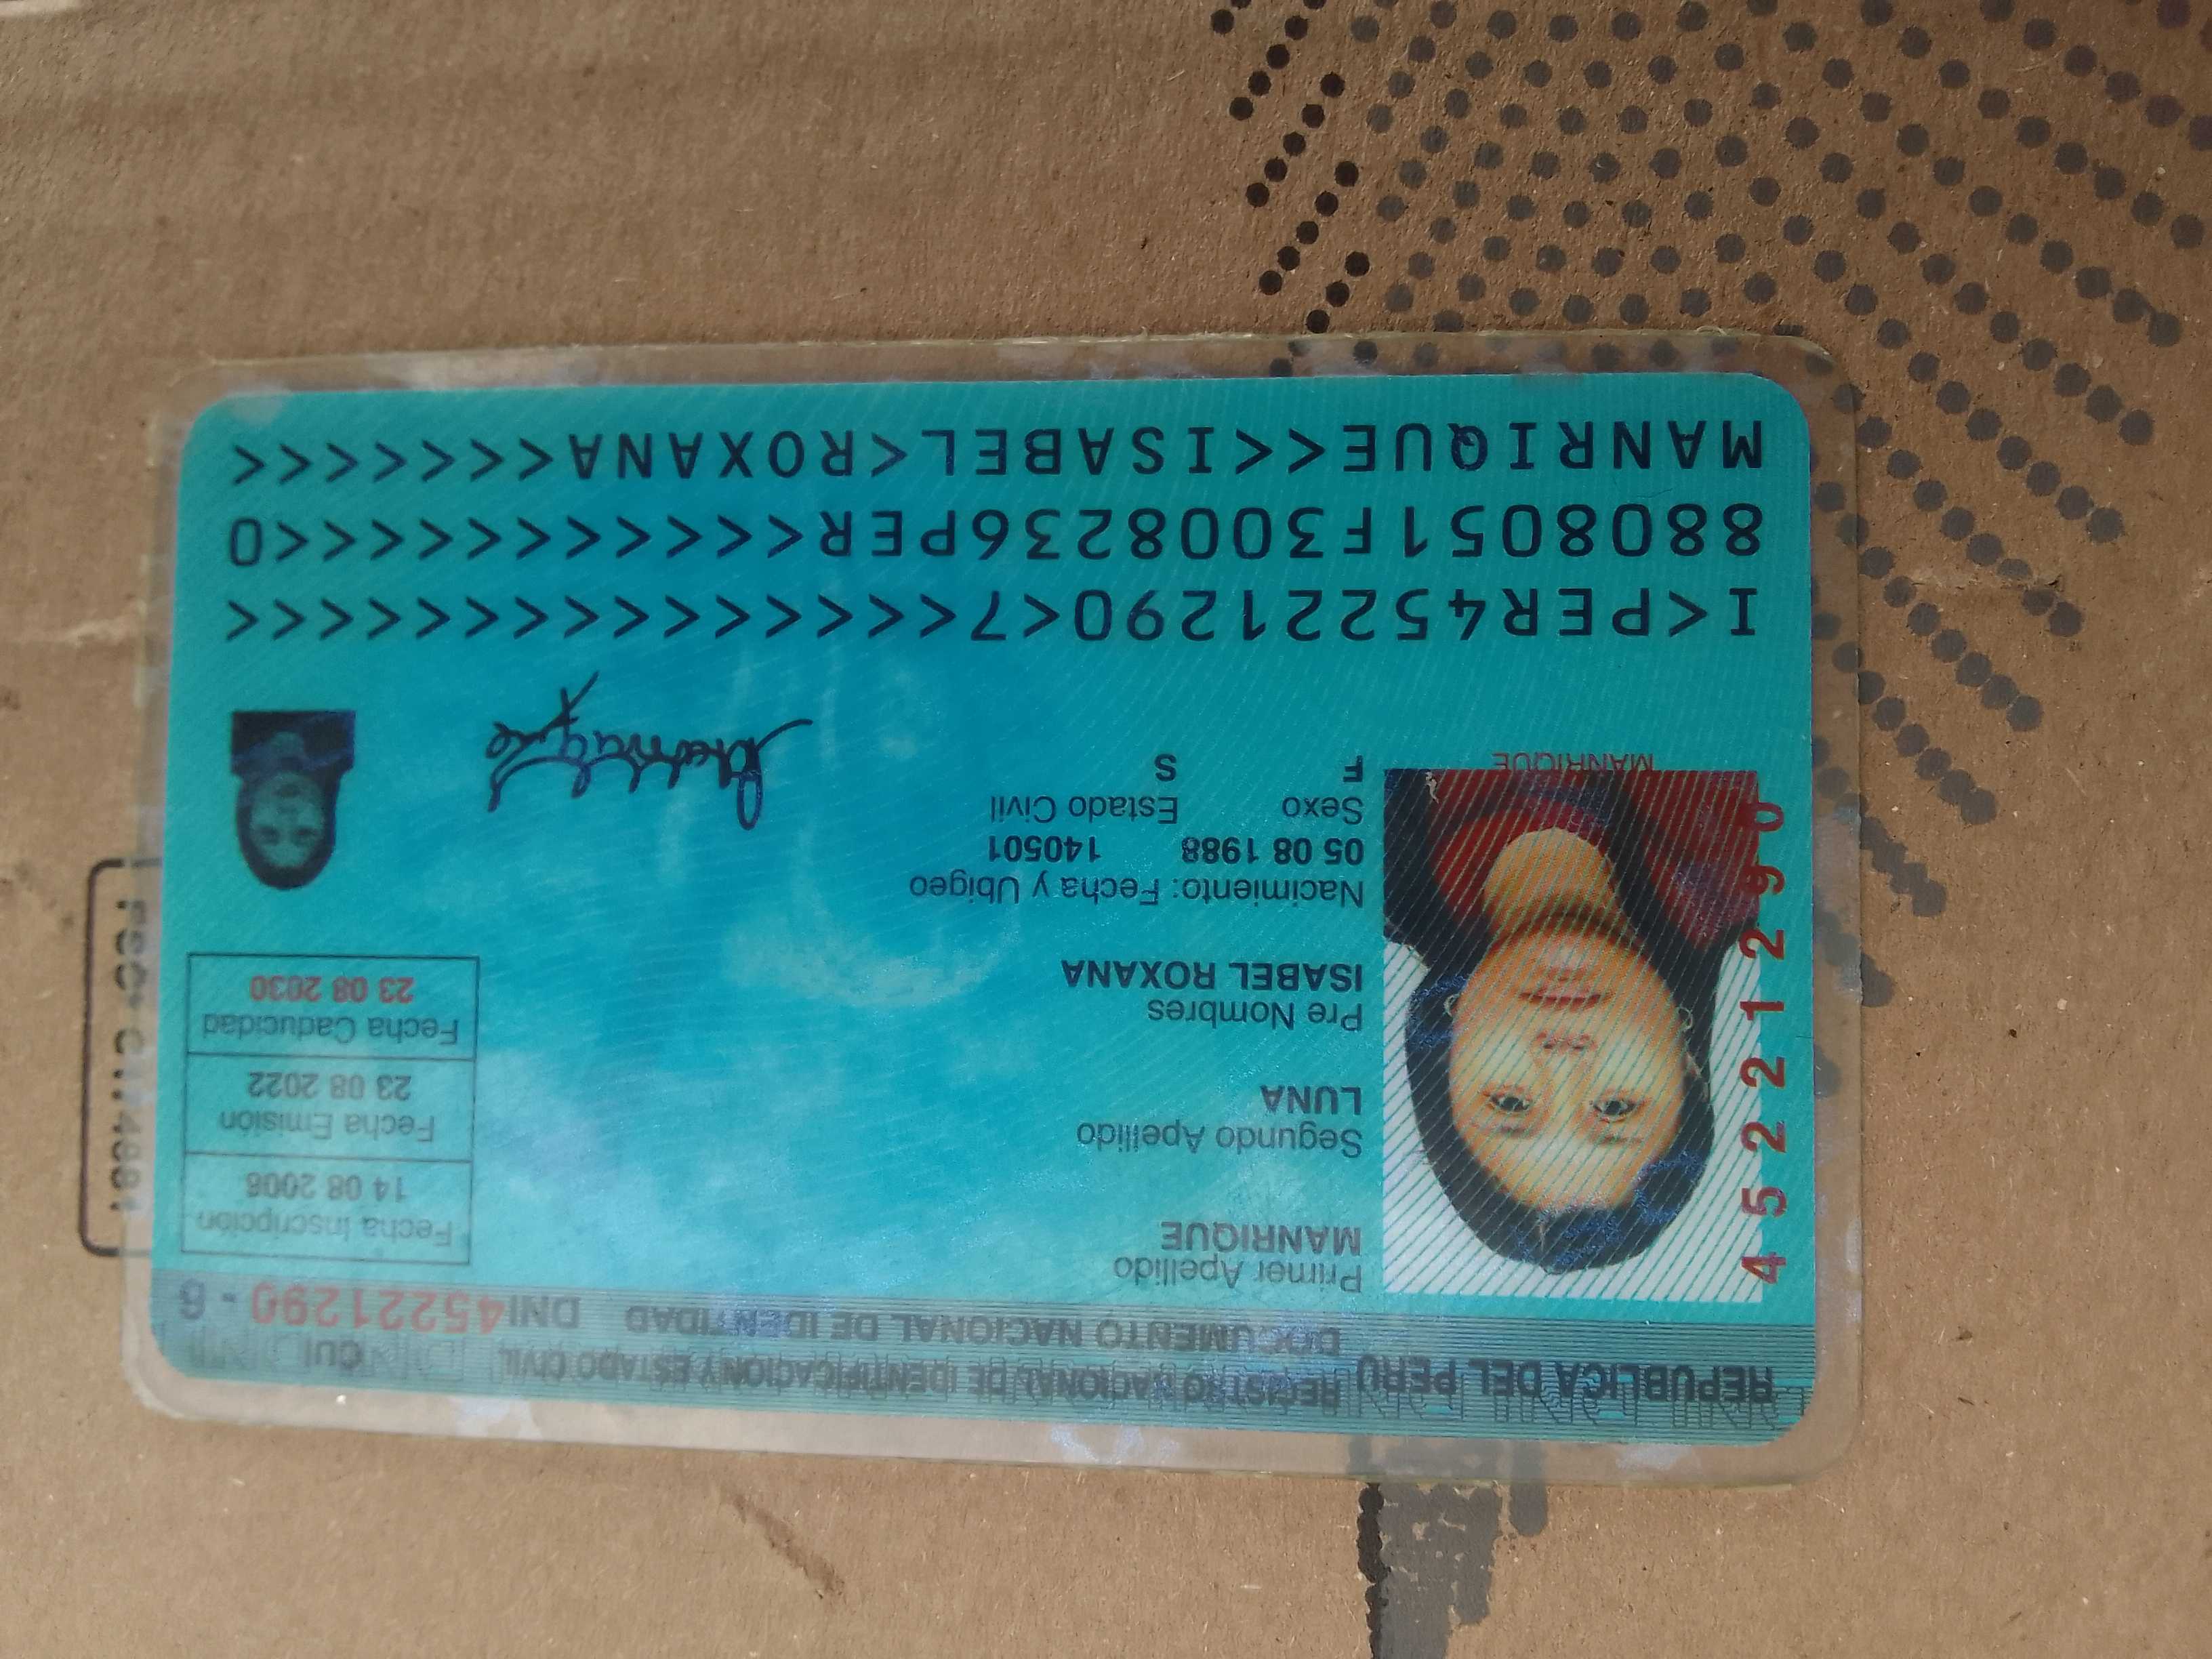 REPUBLICA DEL PERU
REGISTRO NACIONAL DE IDENTIFICACION Y ESTADO CIVIL
CUI
DOCUMENTO NACIONAL DE IDENTIDAD DNI 45221290 - 6
Primer Apellido
MANRIQUE
Segundo Apellido
LUNA
Pre Nombres
ISABEL ROXANA
Nacimiento: Fecha y Ubigeo
05 08 1988 140501
Sexo Estado Civil
F S
Fecha Inscripción
14 08 2006
Fecha Emisión
23 08 2022
Fecha Caducidad
23 08 2030
45221290
MANRIQUE
I<PER45221290<7<<<<<<<<<<<<<<<
8808051F3008236PER<<<<<<<<<<<0
MANRIQUE<<ISABEL<ROXANA<<<<<<<